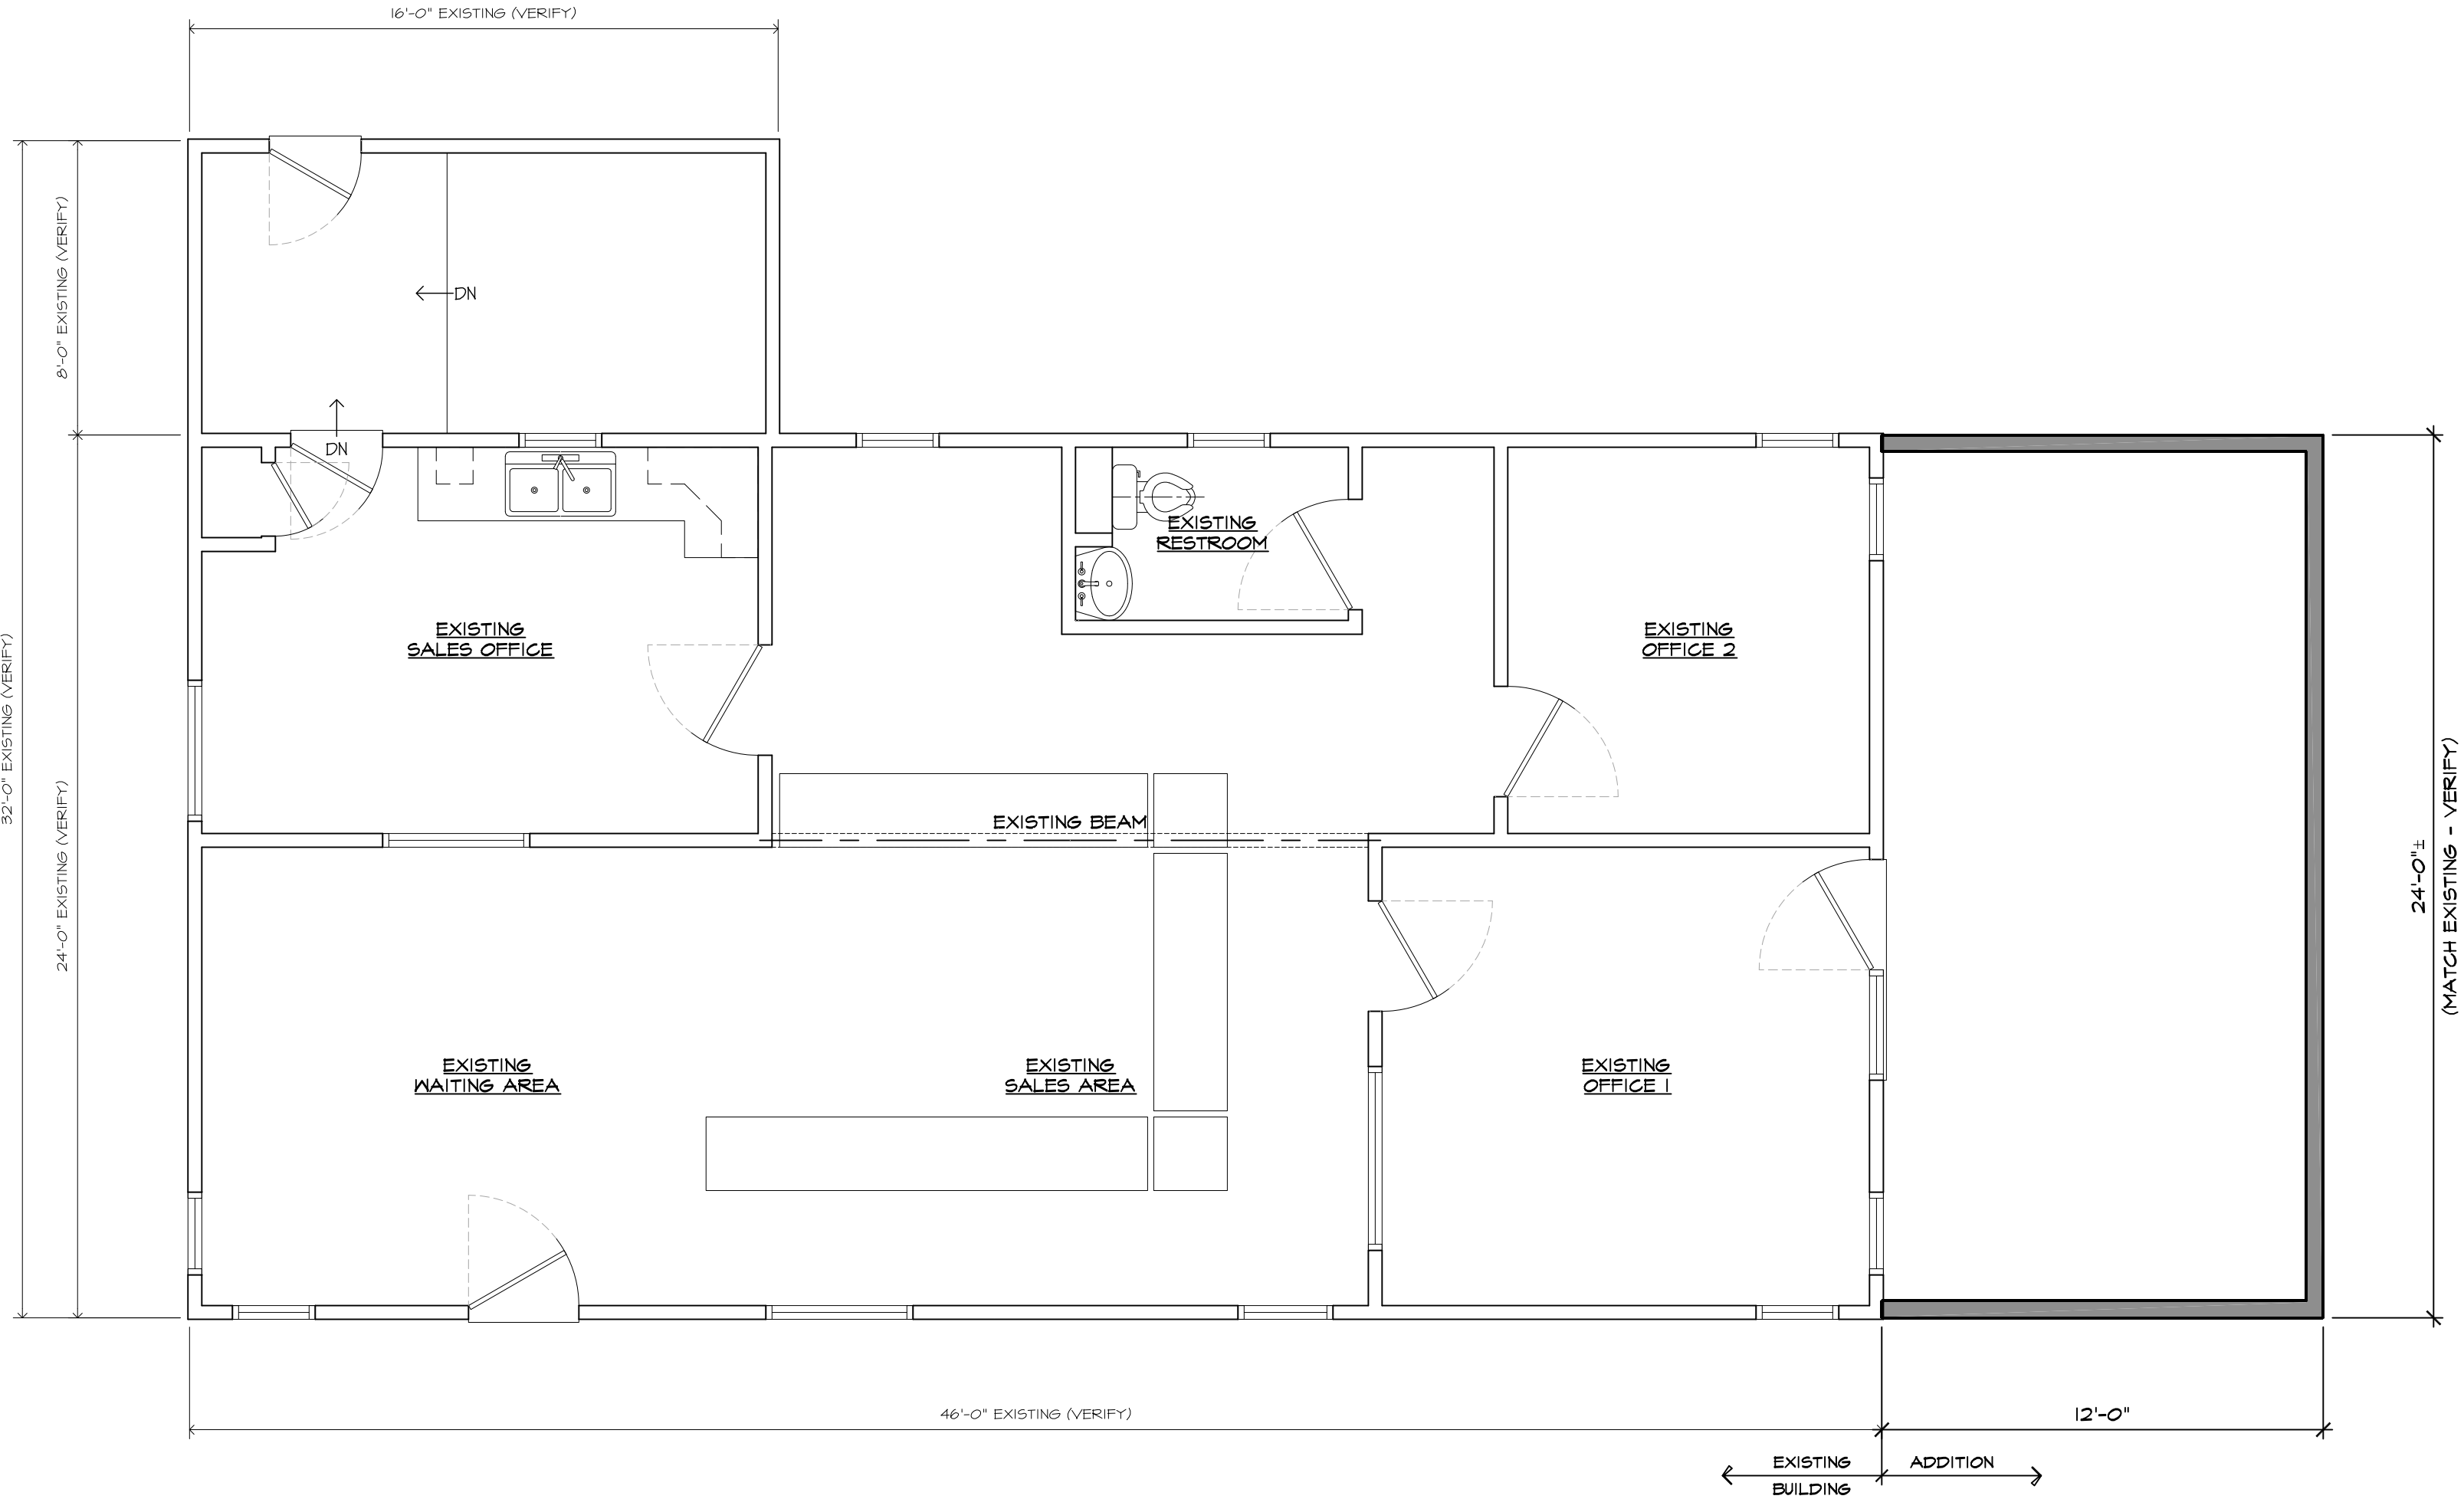 16'-0" EXISTING (VERIFY)
8'-0" EXISTING (VERIFY)
DN
DN
EXISTING
RESTROOM
EXISTING
SALES OFFICE
EXISTING
OFFICE 2
32'-0" EXISTING (VERIFY)
24'-0" EXISTING (VERIFY)
EXISTING BEAM
24'-0"±
(MATCH EXISTING - VERIFY)
EXISTING
WAITING AREA
EXISTING
SALES AREA
EXISTING
OFFICE 1
46'-0" EXISTING (VERIFY)
12'-0"
EXISTING
BUILDING
ADDITION